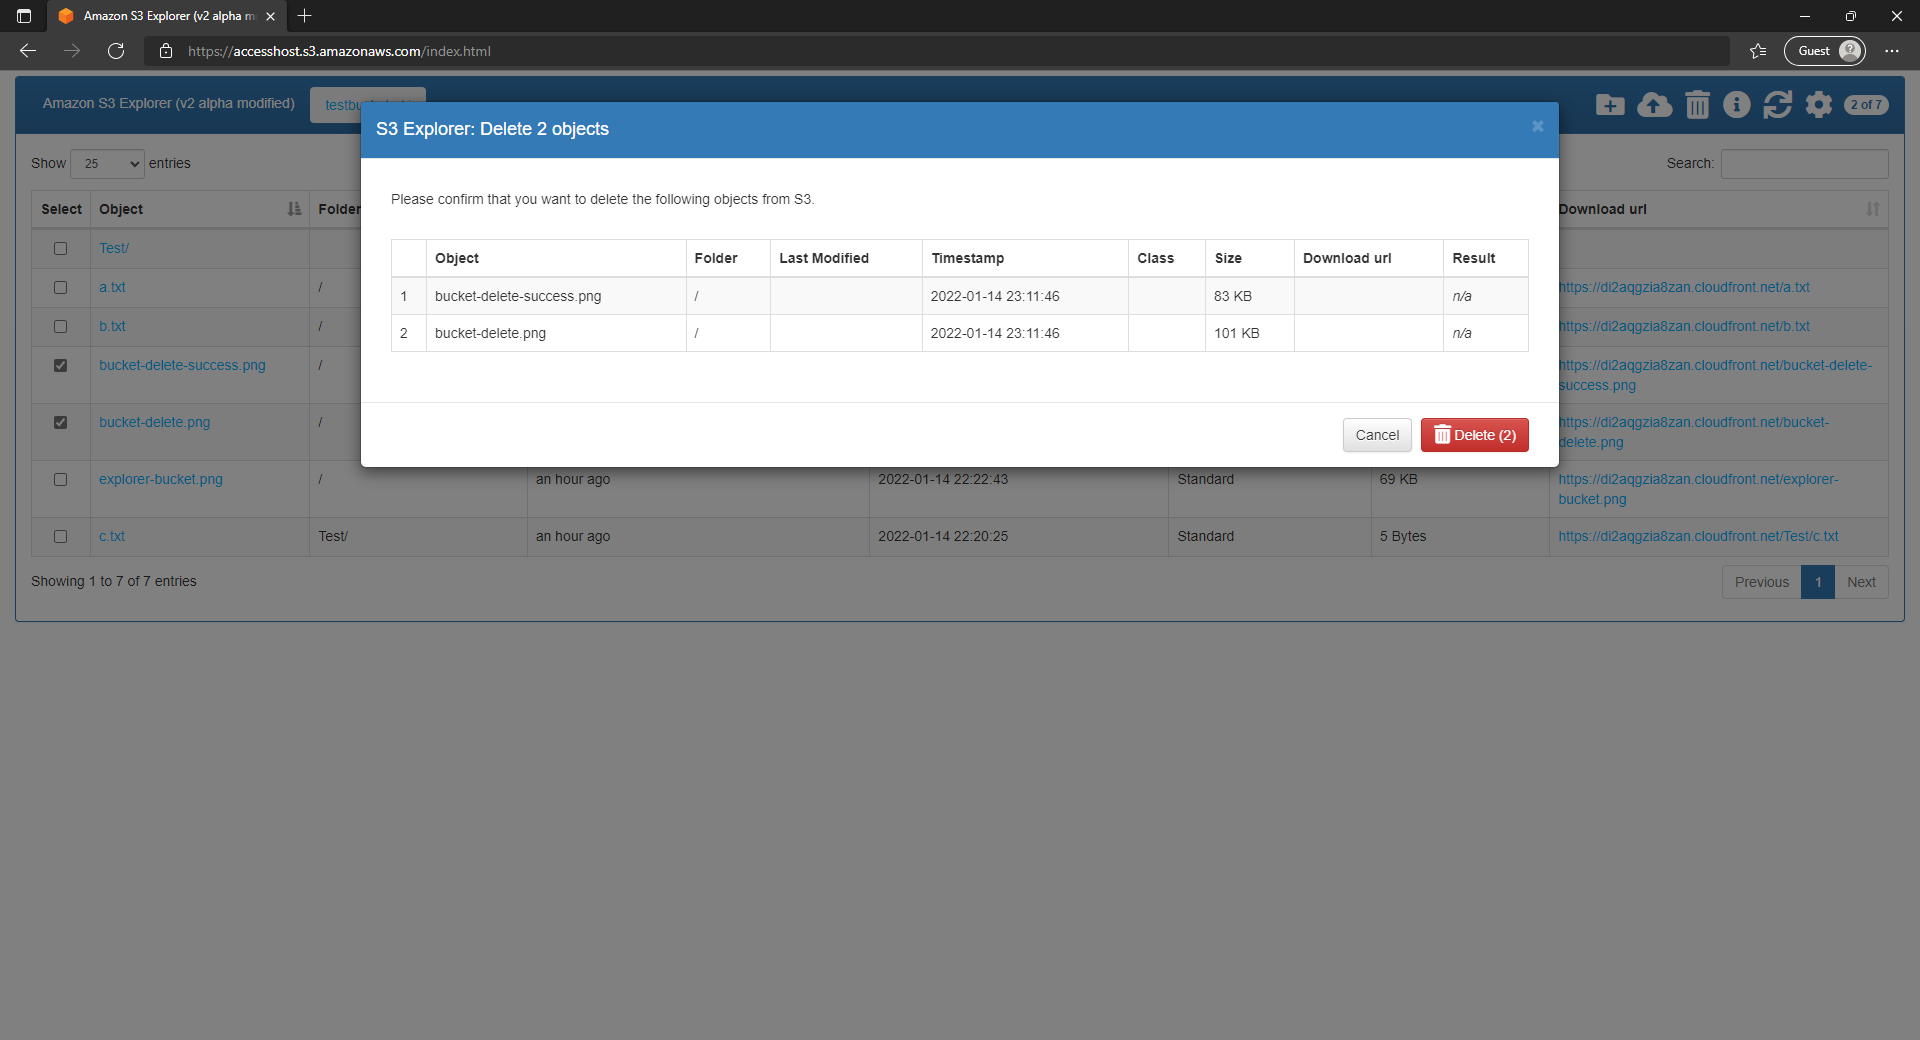 Amazon S3 Explorer (v2 alpha m
https://accesshost.s3.amazonaws.com/index.html
Guest
Amazon S3 Explorer (v2 alpha modified)
2 of 7
S3 Explorer: Delete 2 objects
Show 25 entries
Search:
Please confirm that you want to delete the following objects from S3.
Select Object Folder Download url
Object Folder Last Modified Timestamp Class Size Download url Result
1 bucket-delete-success.png / 2022-01-14 23:11:46 83 KB n/a
2 bucket-delete.png / 2022-01-14 23:11:46 101 KB n/a
Cancel Delete (2)
Test/
a.txt / https://di2aqgzia8zan.cloudfront.net/a.txt
b.txt / https://di2aqgzia8zan.cloudfront.net/b.txt
bucket-delete-success.png / https://di2aqgzia8zan.cloudfront.net/bucket-delete-
success.png
bucket-delete.png / https://di2aqgzia8zan.cloudfront.net/bucket-
delete.png
explorer-bucket.png / an hour ago 2022-01-14 22:22:43 Standard 69 KB https://di2aqgzia8zan.cloudfront.net/explorer-
bucket.png
c.txt Test/ an hour ago 2022-01-14 22:20:25 Standard 5 Bytes https://di2aqgzia8zan.cloudfront.net/Test/c.txt
Showing 1 to 7 of 7 entries
Previous 1 Next